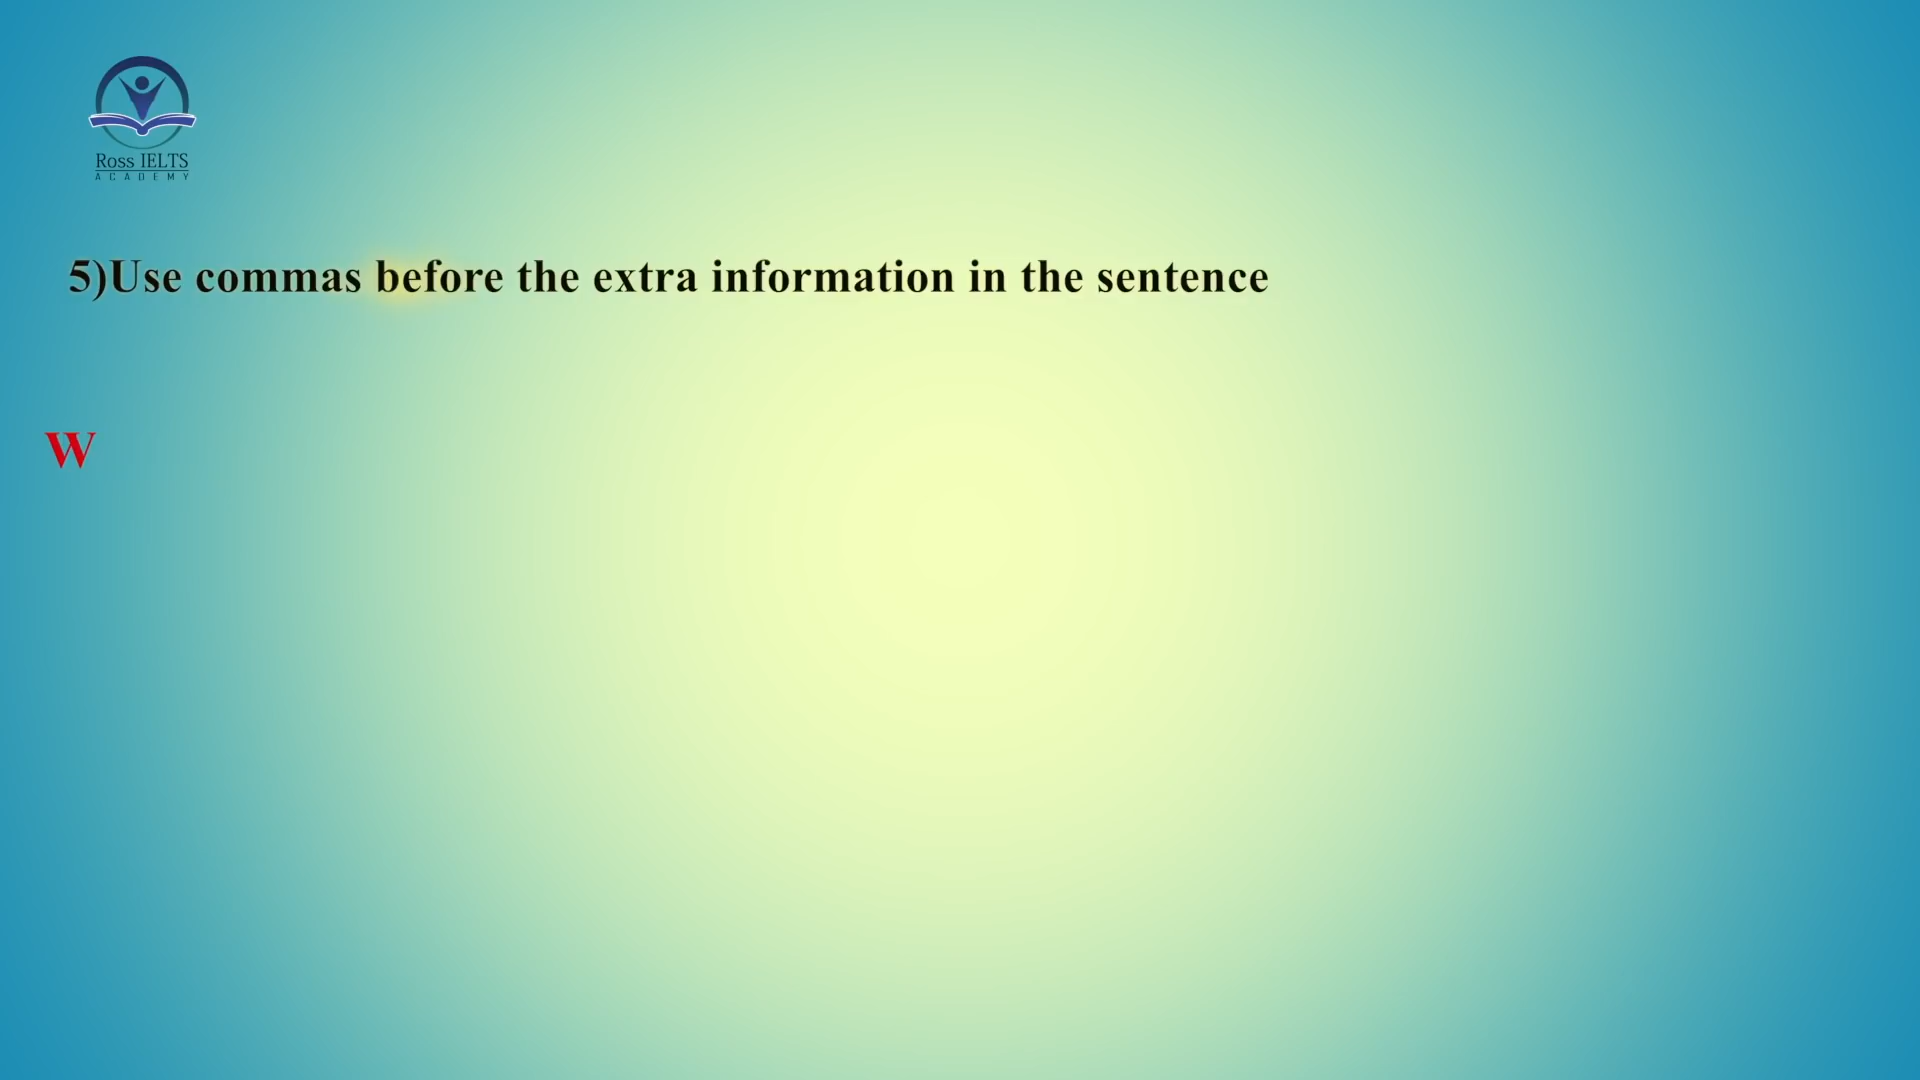 Ross IELTS
ACADEMY
5)Use commas before the extra information in the sentence
W